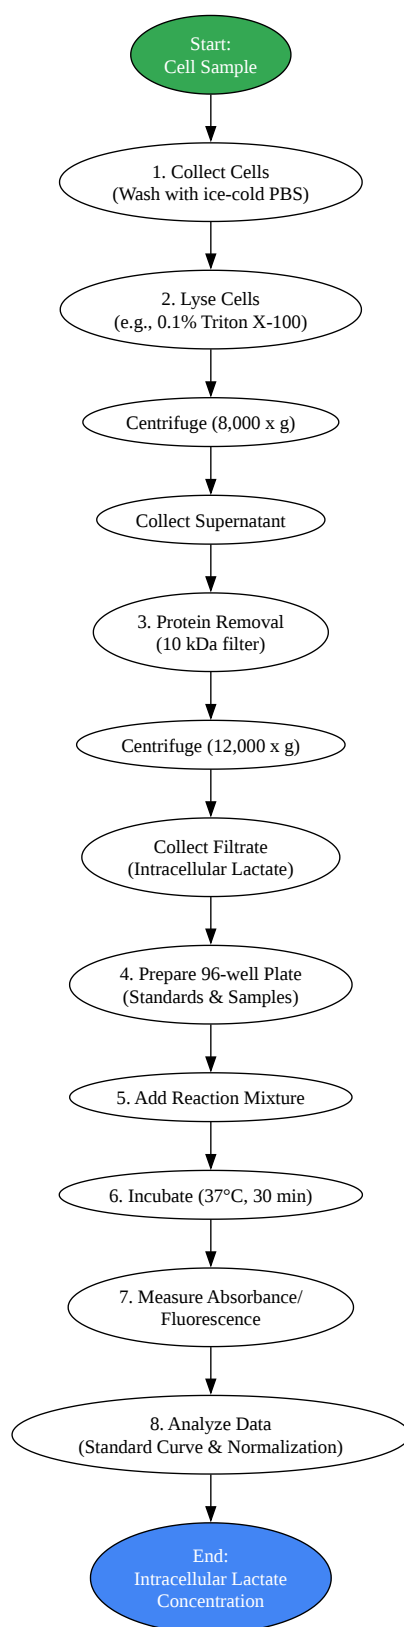 Start:
Cell Sample
1. Collect Cells
(Wash with ice-cold PBS)
2. Lyse Cells
(e.g., 0.1% Triton X-100)
Centrifuge (8,000 x g)
Collect Supernatant
3. Protein Removal
(10 kDa filter)
Centrifuge (12,000 x g)
Collect Filtrate
(Intracellular Lactate)
4. Prepare 96-well Plate
(Standards & Samples)
5. Add Reaction Mixture
6. Incubate (37°C, 30 min)
7. Measure Absorbance/
Fluorescence
8. Analyze Data
(Standard Curve & Normalization)
End:
Intracellular Lactate
Concentration